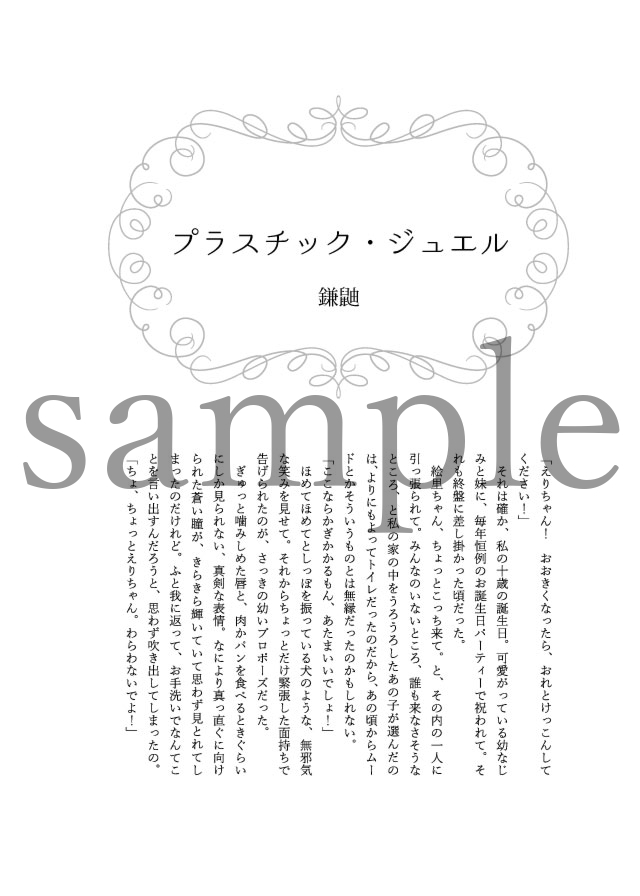 プラスチック・ジュエル
鎌鼬
sample
「えりちゃん！　おおきくなったら、おれとけっこんして
ください！」
　それは確か、私の十歳の誕生日。可愛がっている幼なじ
みと妹に、毎年恒例のお誕生日パーティーで祝われて。そ
れも終盤に差し掛かった頃だった。
　絵里ちゃん、ちょっとこっち来て。と、その内の一人に
引っ張られて。みんなのいないところ、誰も来なさそうな
ところ、と私の家の中をうろうろしたあの子が選んだの
は、よりにもよってトイレだったのだから、あの頃からムー
ドとかそういうものとは無縁だったのかもしれない。
「ここならかぎかかるもん、あたまいいでしょ！」
　ほめてほめてとしっぽを振っている犬のような、無邪気
な笑みを見せて。それからちょっとだけ緊張した面持ちで
告げられたのが、さっきの幼いプロポーズだった。
　ぎゅっと噛みしめた唇と、肉かパンを食べるときぐらい
にしか見られない、真剣な表情。なにより真っ直ぐに向け
られた蒼い瞳が、きらきら輝いていて思わず見とれてし
まったのだけれど。ふと我に返って、お手洗いでなんてこ
とを言い出すんだろうと、思わず吹き出してしまったの。
「ちょ、ちょっとえりちゃん。わらわないでよ！」